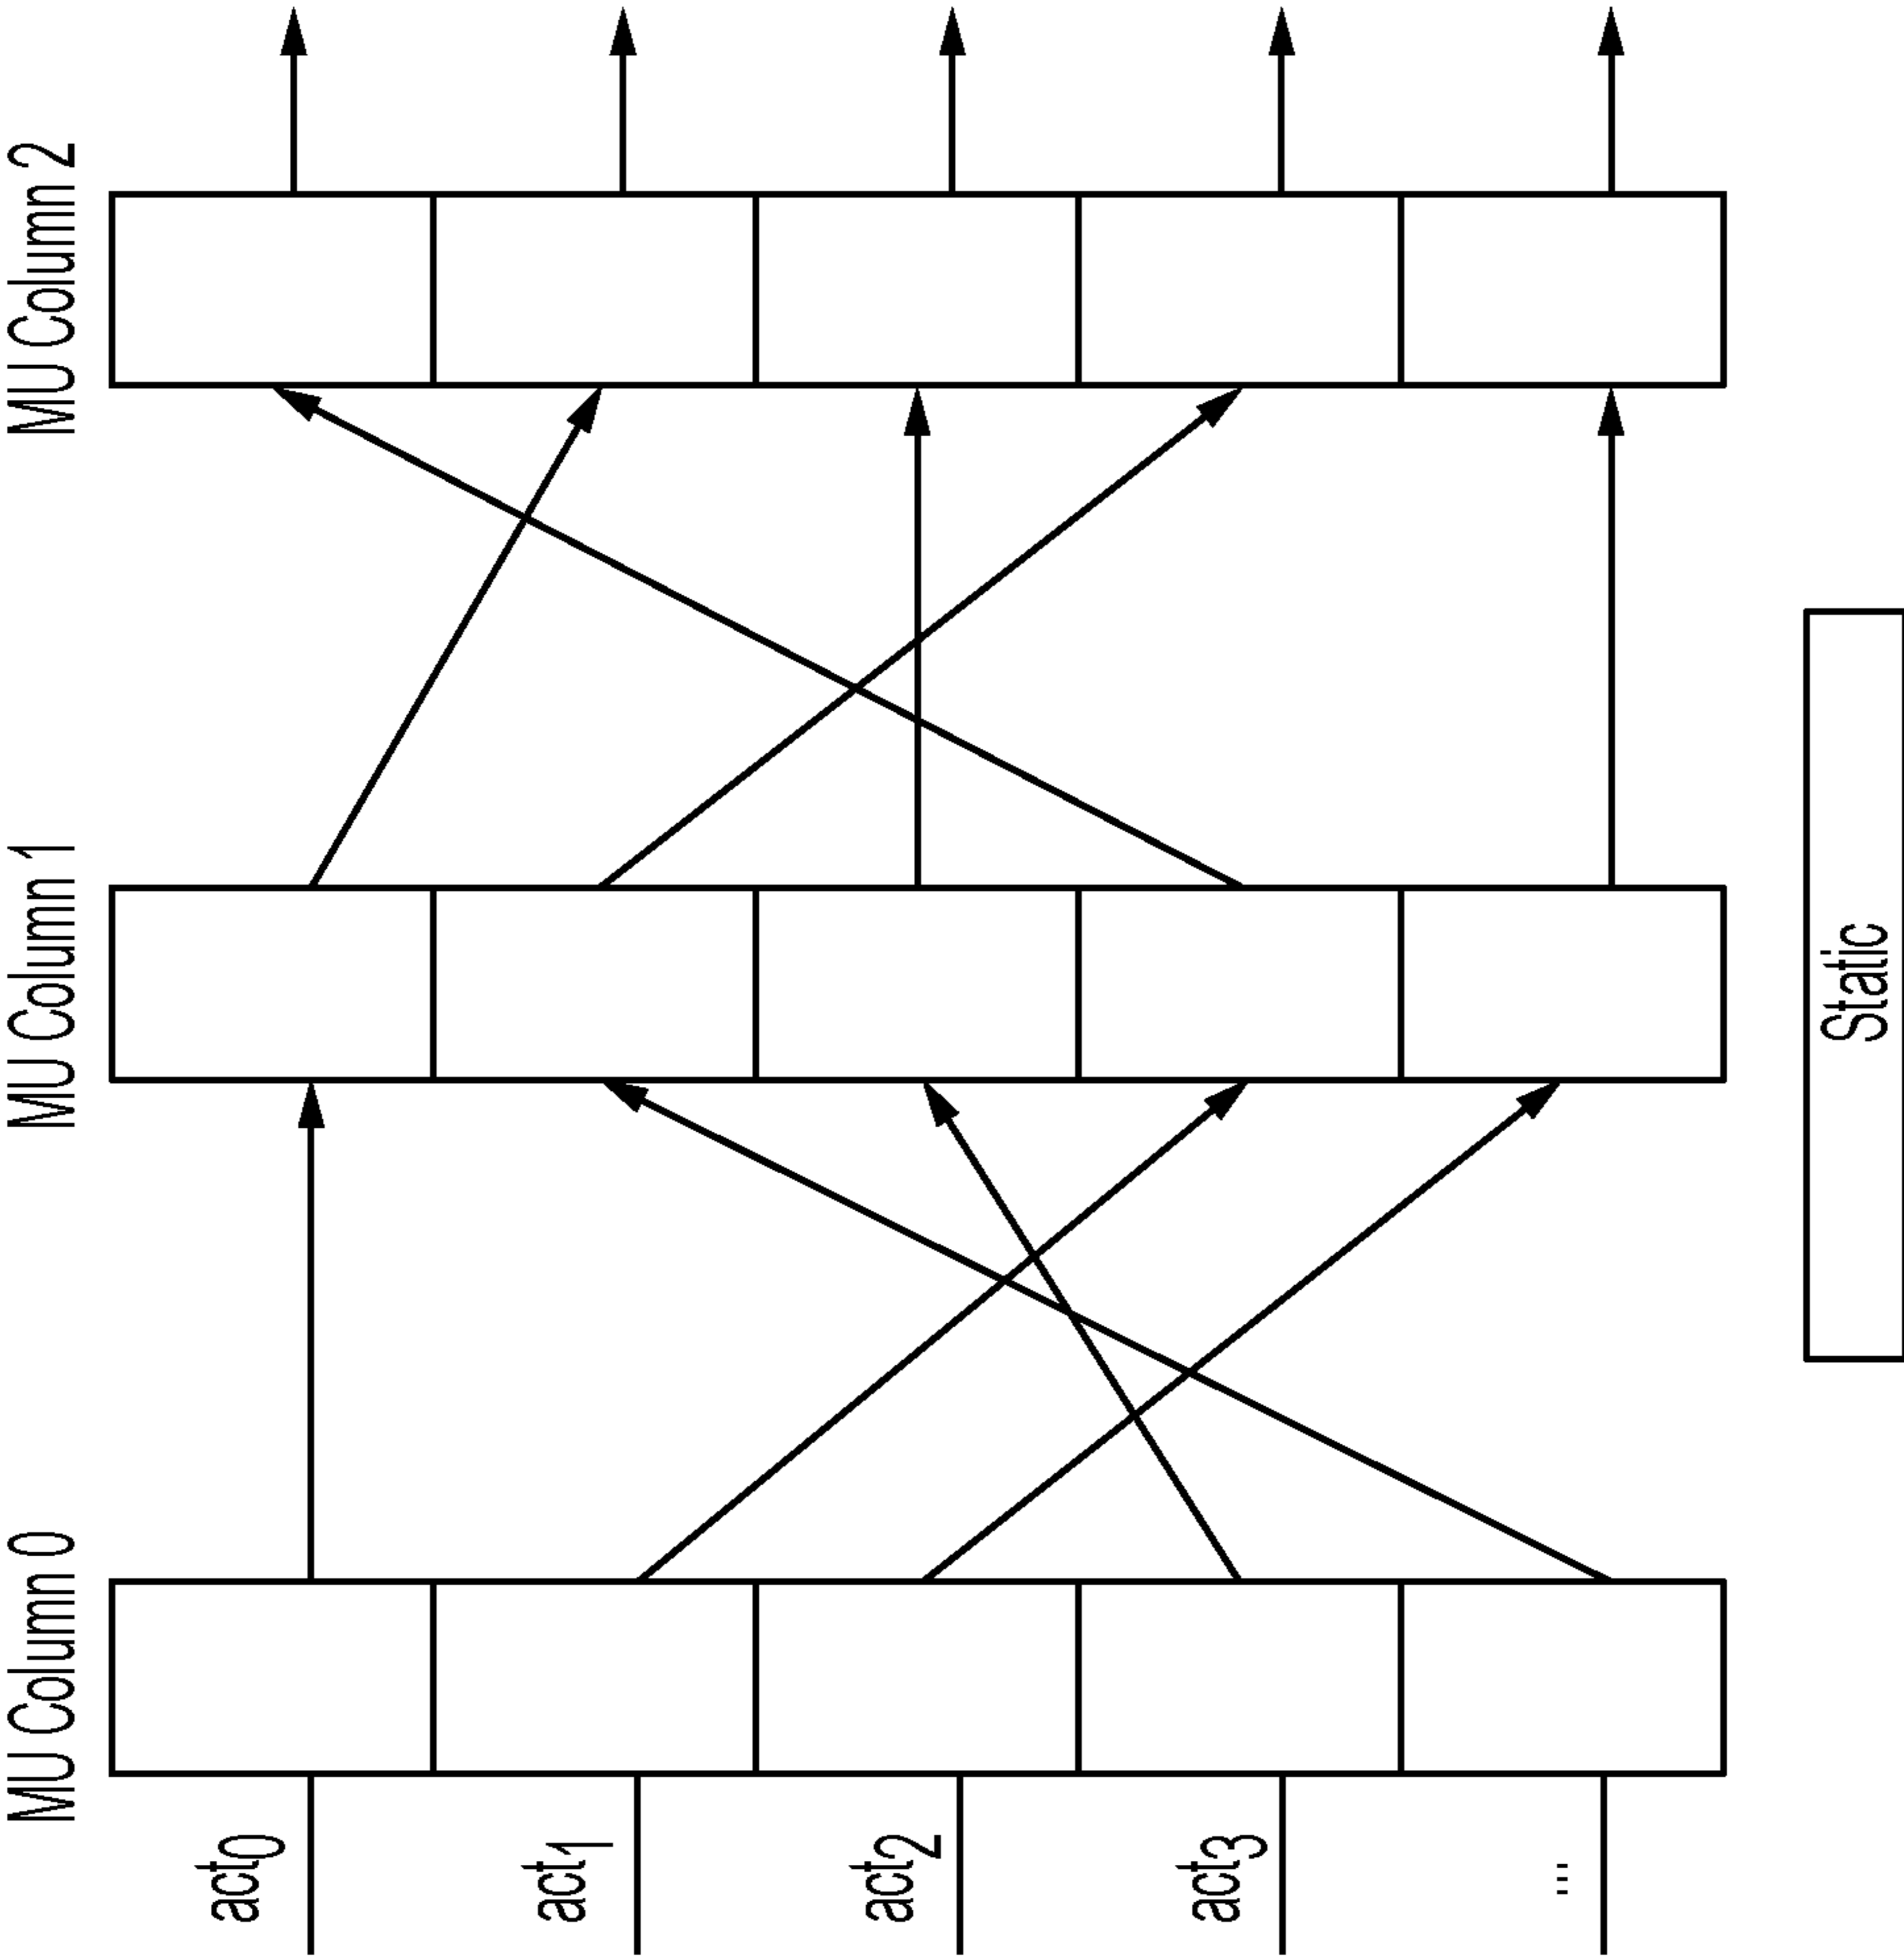 MU Column 0
MU Column 1
MU Column 2
act0
act1
act2
act3
...
Static